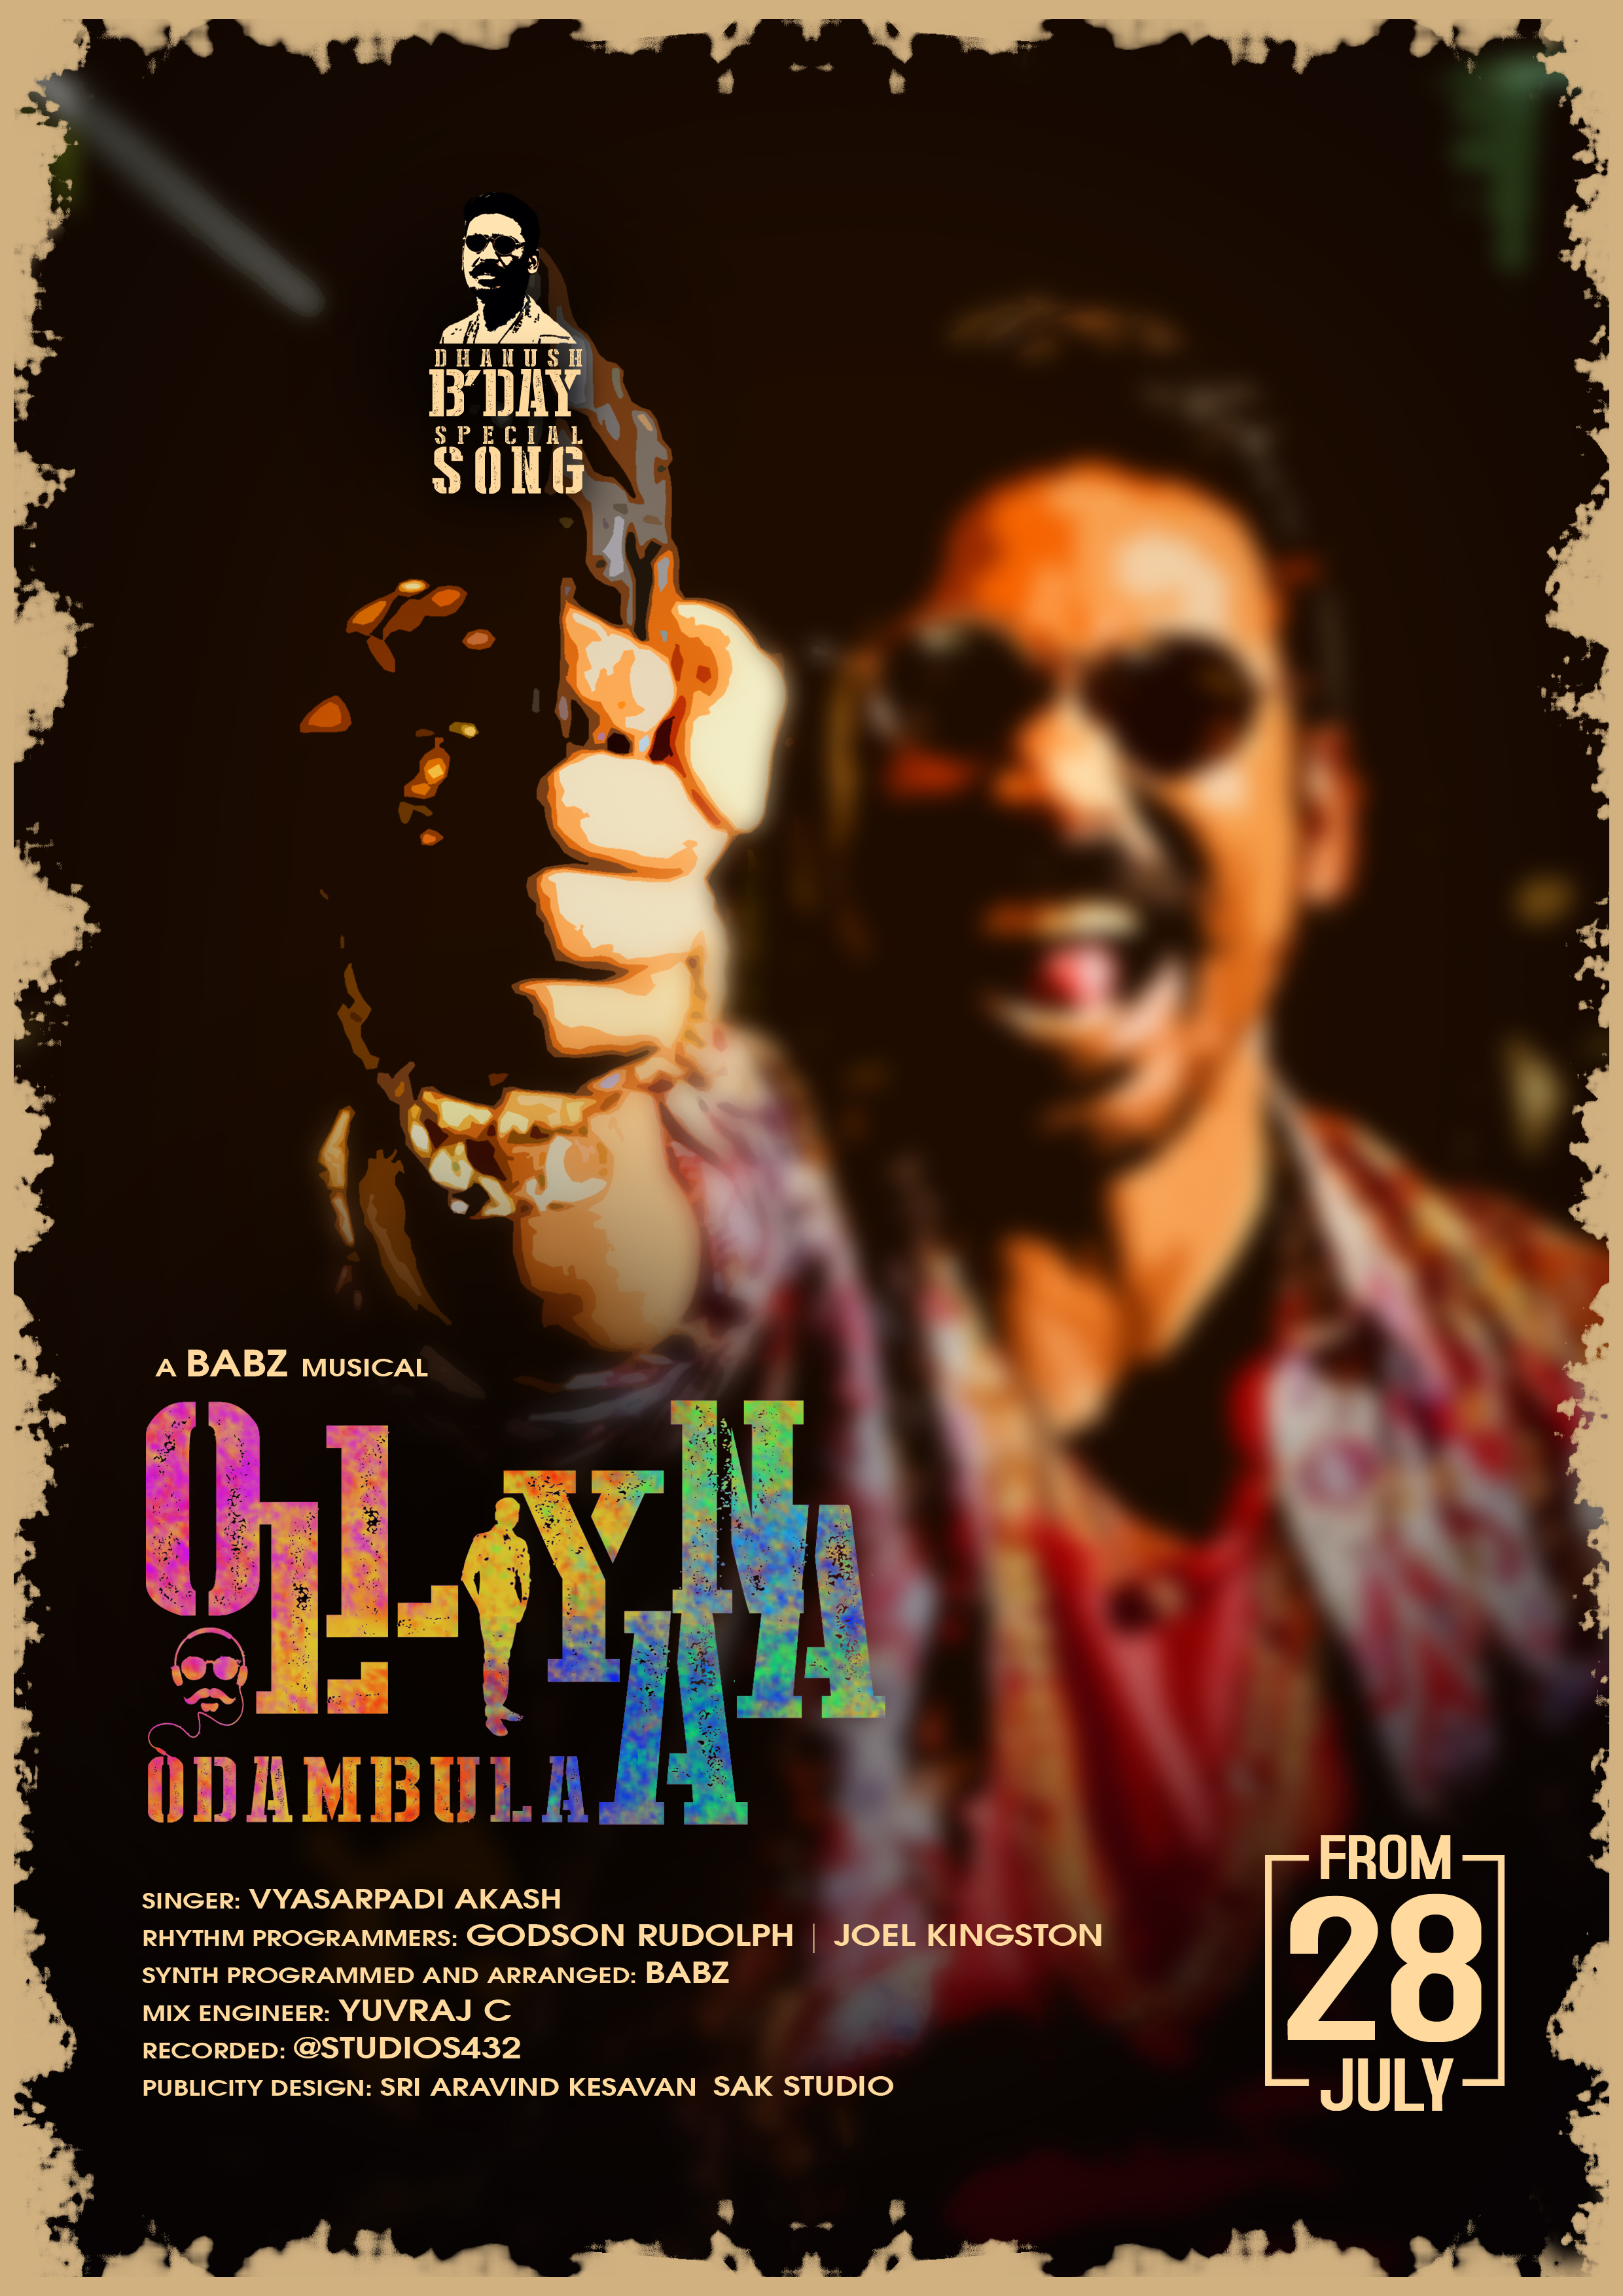 DHANUSH
B'DAY
SPECIAL
SONG
A BABZ MUSICAL
OLLIYANA
ODAMBULA
SINGER: VYASARPADI AKASH
RHYTHM PROGRAMMERS: GODSON RUDOLPH | JOEL KINGSTON
SYNTH PROGRAMMED AND ARRANGED: BABZ
MIX ENGINEER: YUVRAJ C
RECORDED: @STUDIOS432
PUBLICITY DESIGN: SRI ARAVIND KESAVAN SAK STUDIO
FROM
28
JULY